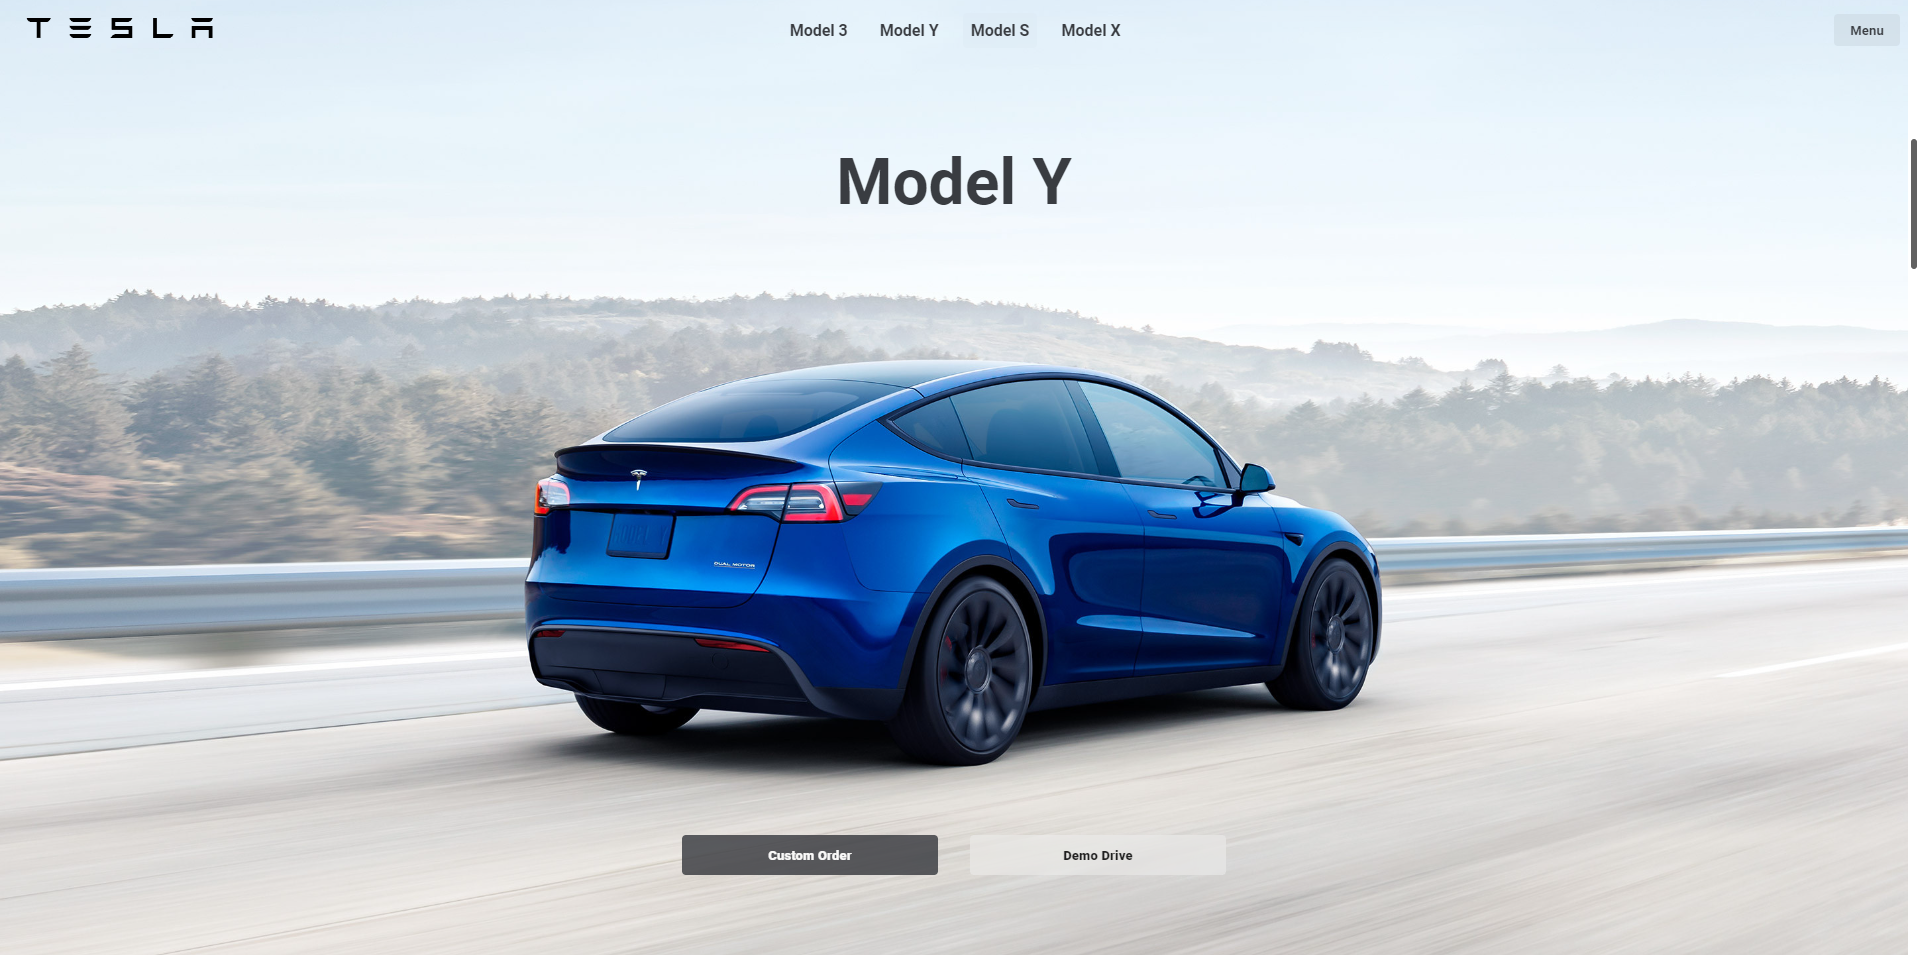 TESLA
Model 3 Model Y Model S Model X
Menu
Model Y
DUAL MOTOR
Custom Order Demo Drive